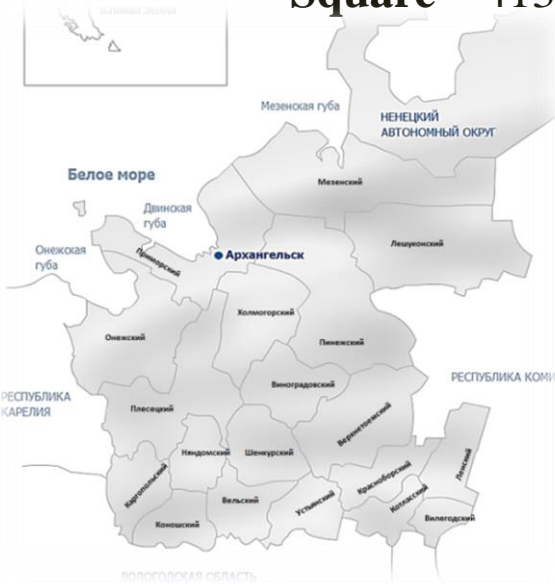 Square
Мезенская губа
НЕНЕЦКИЙ
АВТОНОМНЫЙ ОКРУГ
Белое море
Мезенский
Двинская
губа
Онежская
губа
Приморский
Архангельск
Лешуконский
Холмогорский
Онежский
Пинежский
РЕСПУБЛИКА КОМИ
РЕСПУБЛИКА
КАРЕЛИЯ
Виноградовский
Плесецкий
Верхнетоемский
Няндомский
Шенкурский
Ленский
Каргопольский
Красноборский
Котласский
Вельский
Устьянский
Вилегодский
Коношский
ВОЛОГОДСКАЯ ОБЛАСТЬ